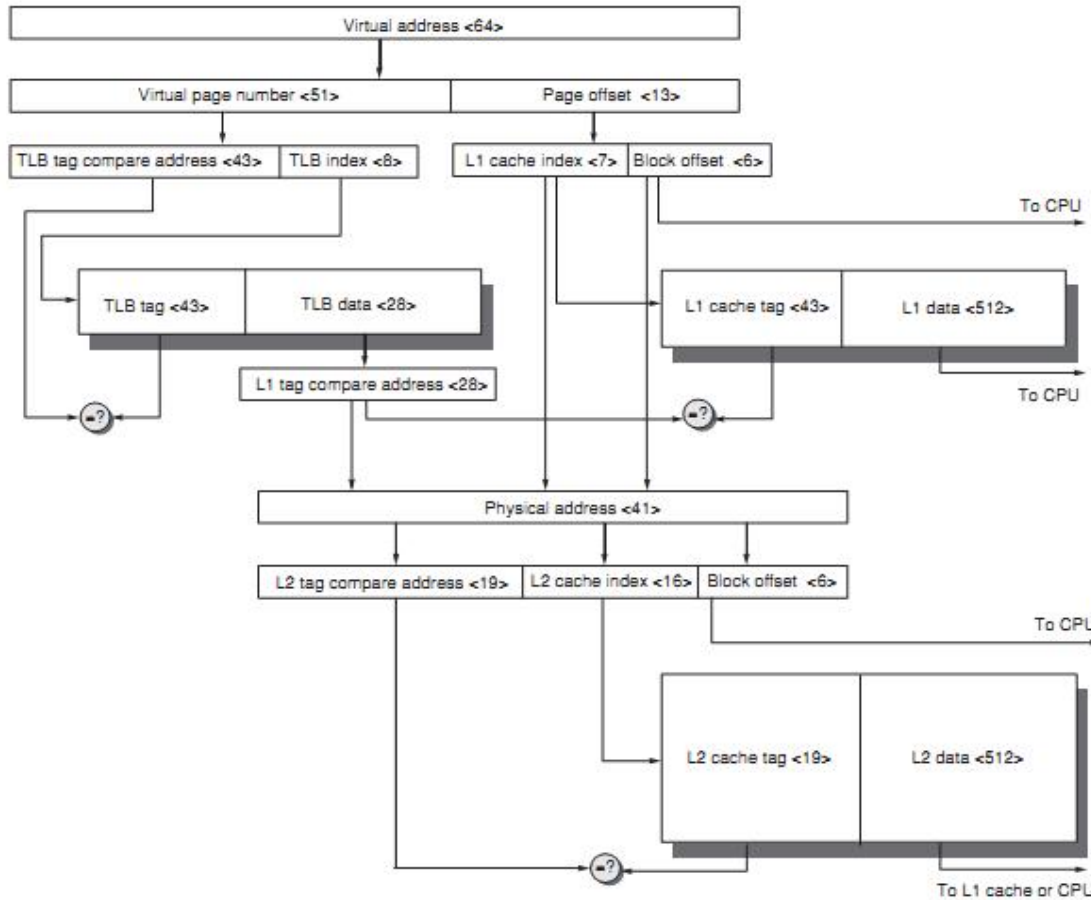 Virtual address <64>
Virtual page number <51> Page offset <13>
TLB tag compare address <43> TLB index <8> L1 cache index <7> Block offset <6>
To CPU
TLB tag <43> TLB data <28> L1 cache tag <43> L1 data <512>
L1 tag compare address <28>
To CPU
=? =?
Physical address <41>
L2 tag compare address <19> L2 cache index <16> Block offset <6>
To CPU
L2 cache tag <19> L2 data <512>
=?
To L1 cache or CPU